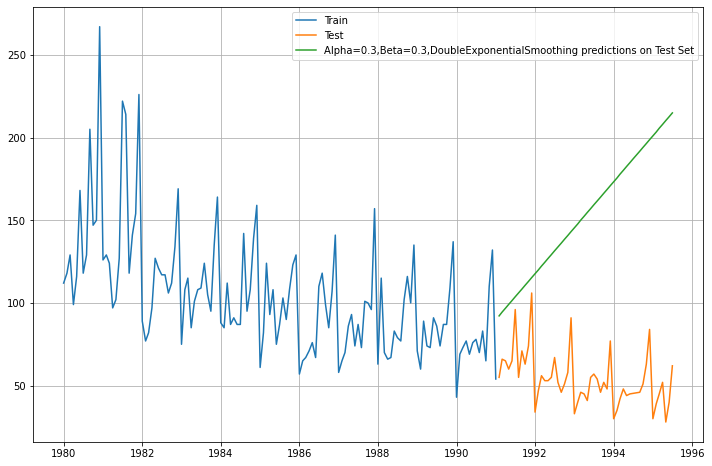 Train
Test
Alpha=0.3,Beta=0.3,DoubleExponentialSmoothing predictions on Test Set
250
200
150
100
50
1980 1982 1984 1986 1988 1990 1992 1994 1996